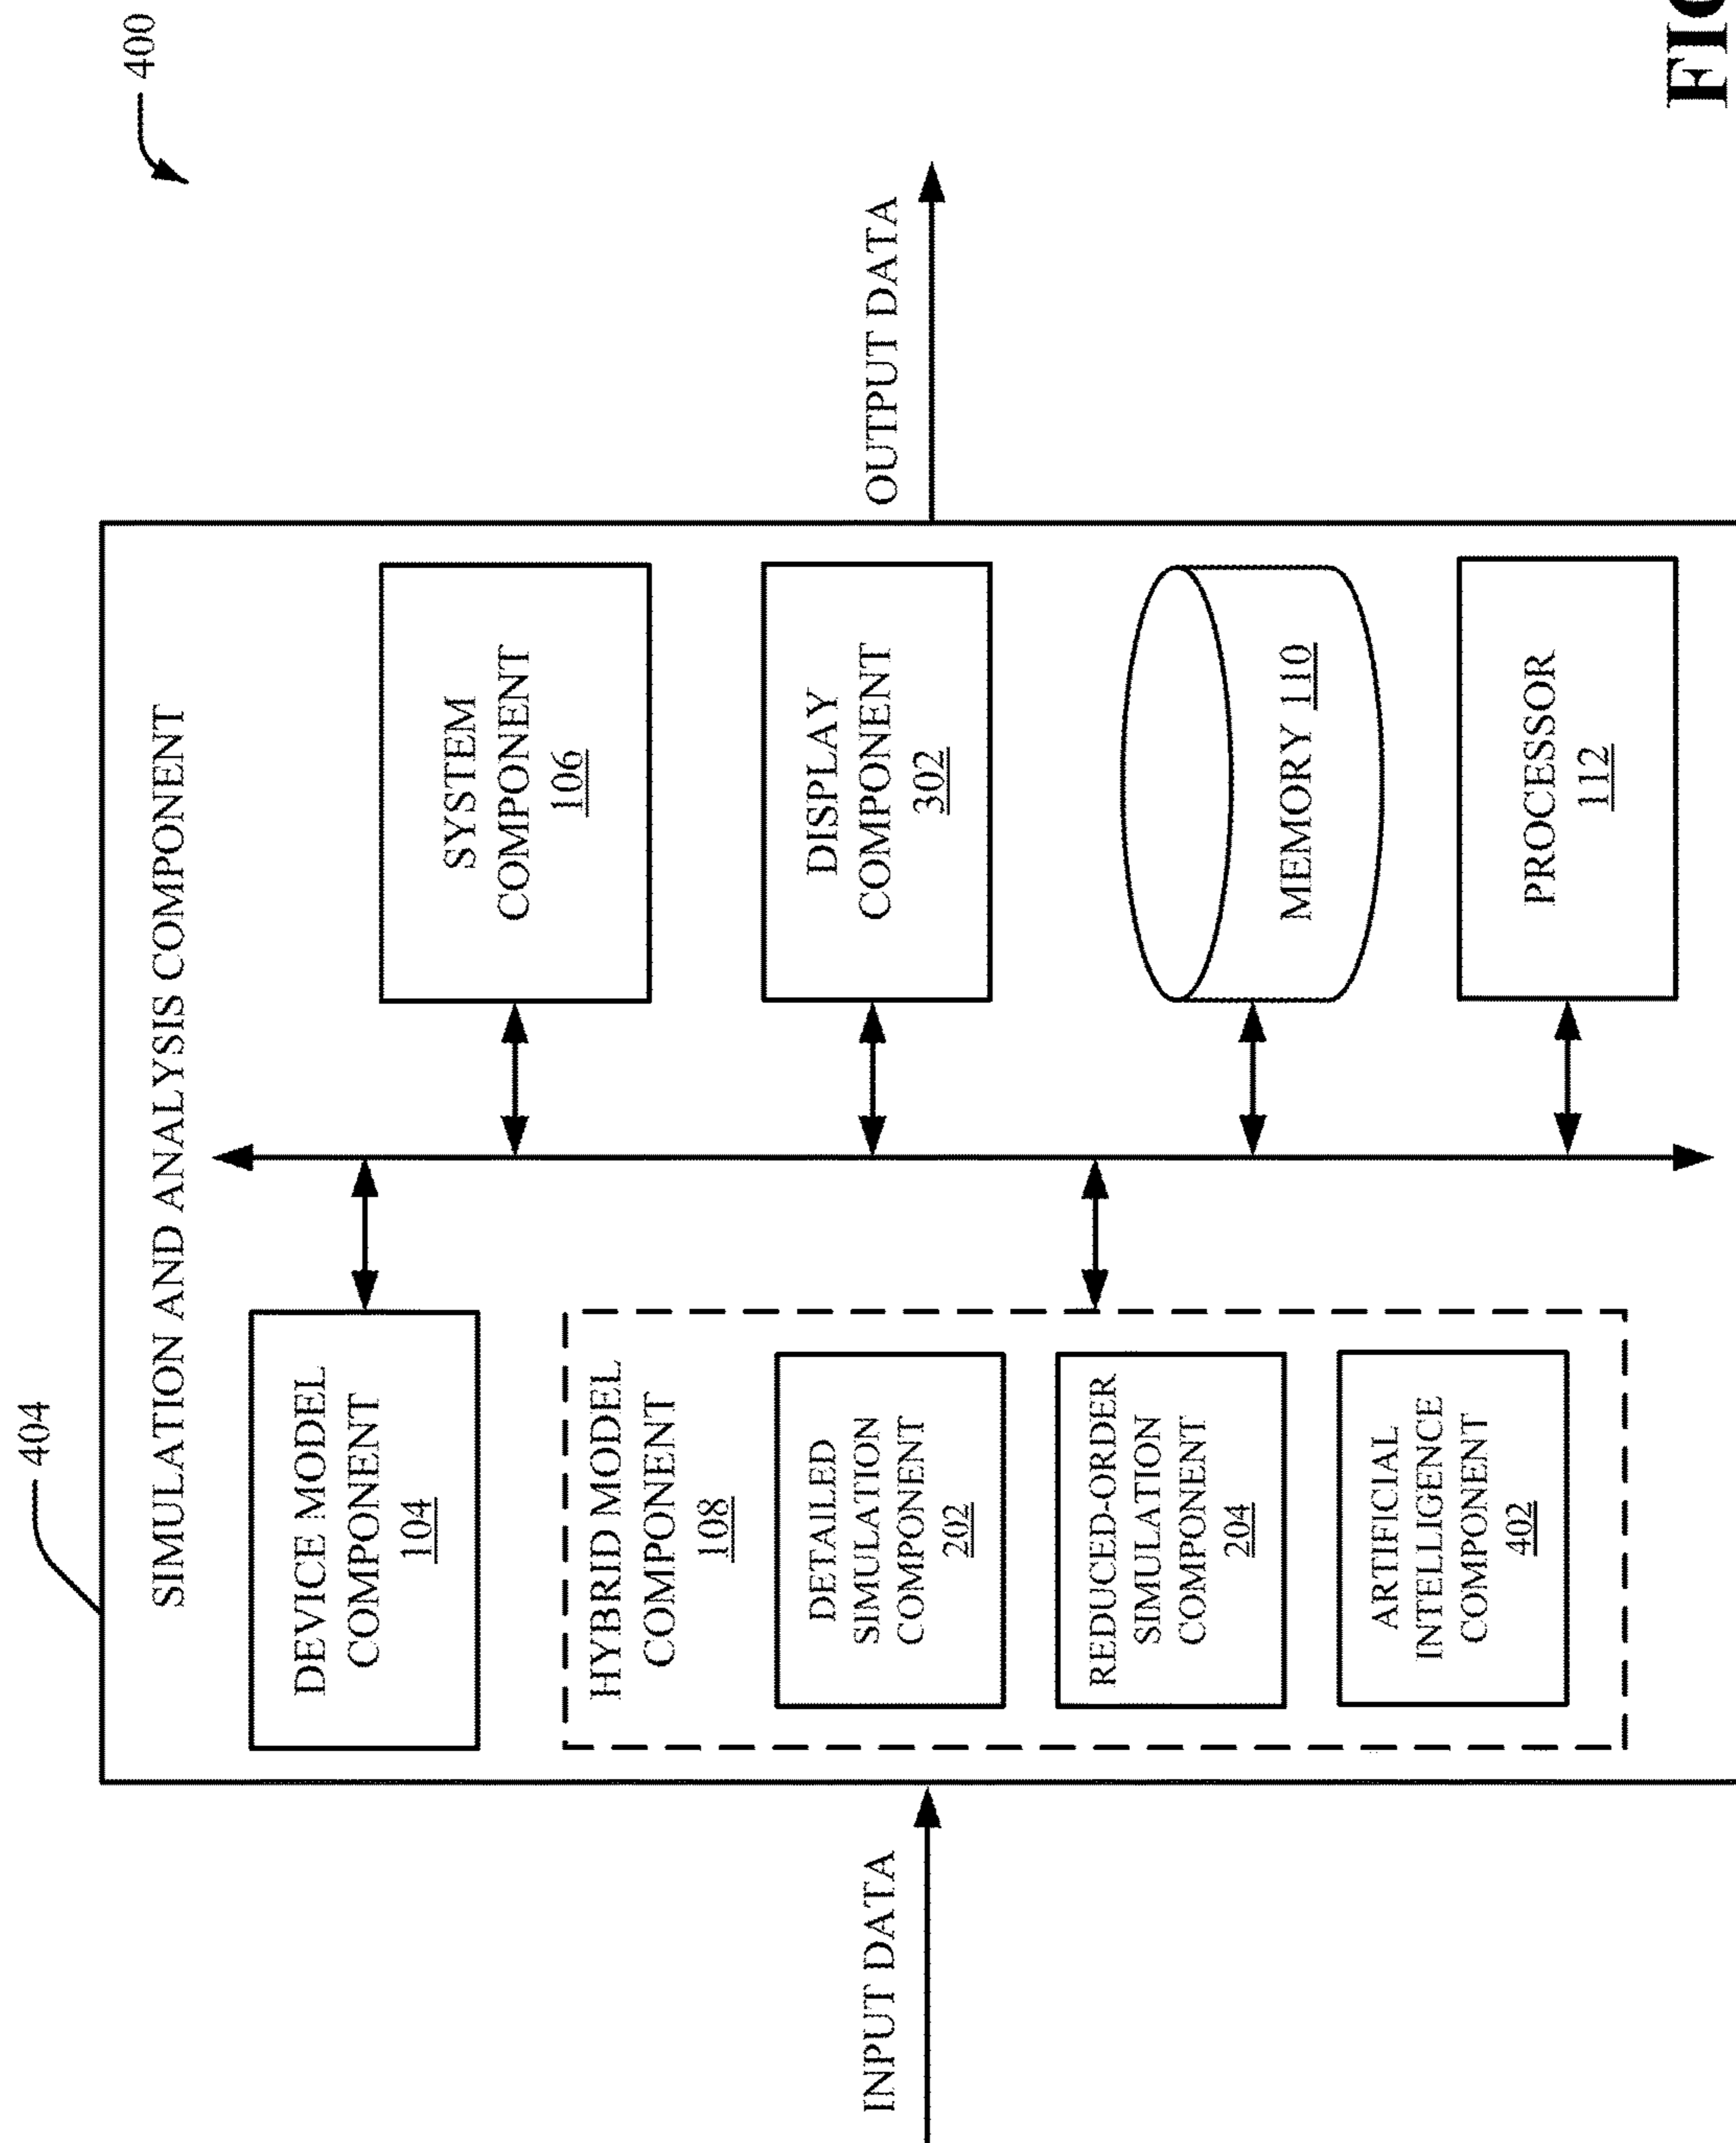 400
404
SIMULATION AND ANALYSIS COMPONENT
DEVICE MODEL
COMPONENT
104
HYBRID MODEL
COMPONENT
108
DETAILED
SIMULATION
COMPONENT
202
REDUCED-ORDER
SIMULATION
COMPONENT
204
ARTIFICIAL
INTELLIGENCE
COMPONENT
402
SYSTEM
COMPONENT
106
DISPLAY
COMPONENT
302
MEMORY 110
PROCESSOR
112
INPUT DATA
OUTPUT DATA